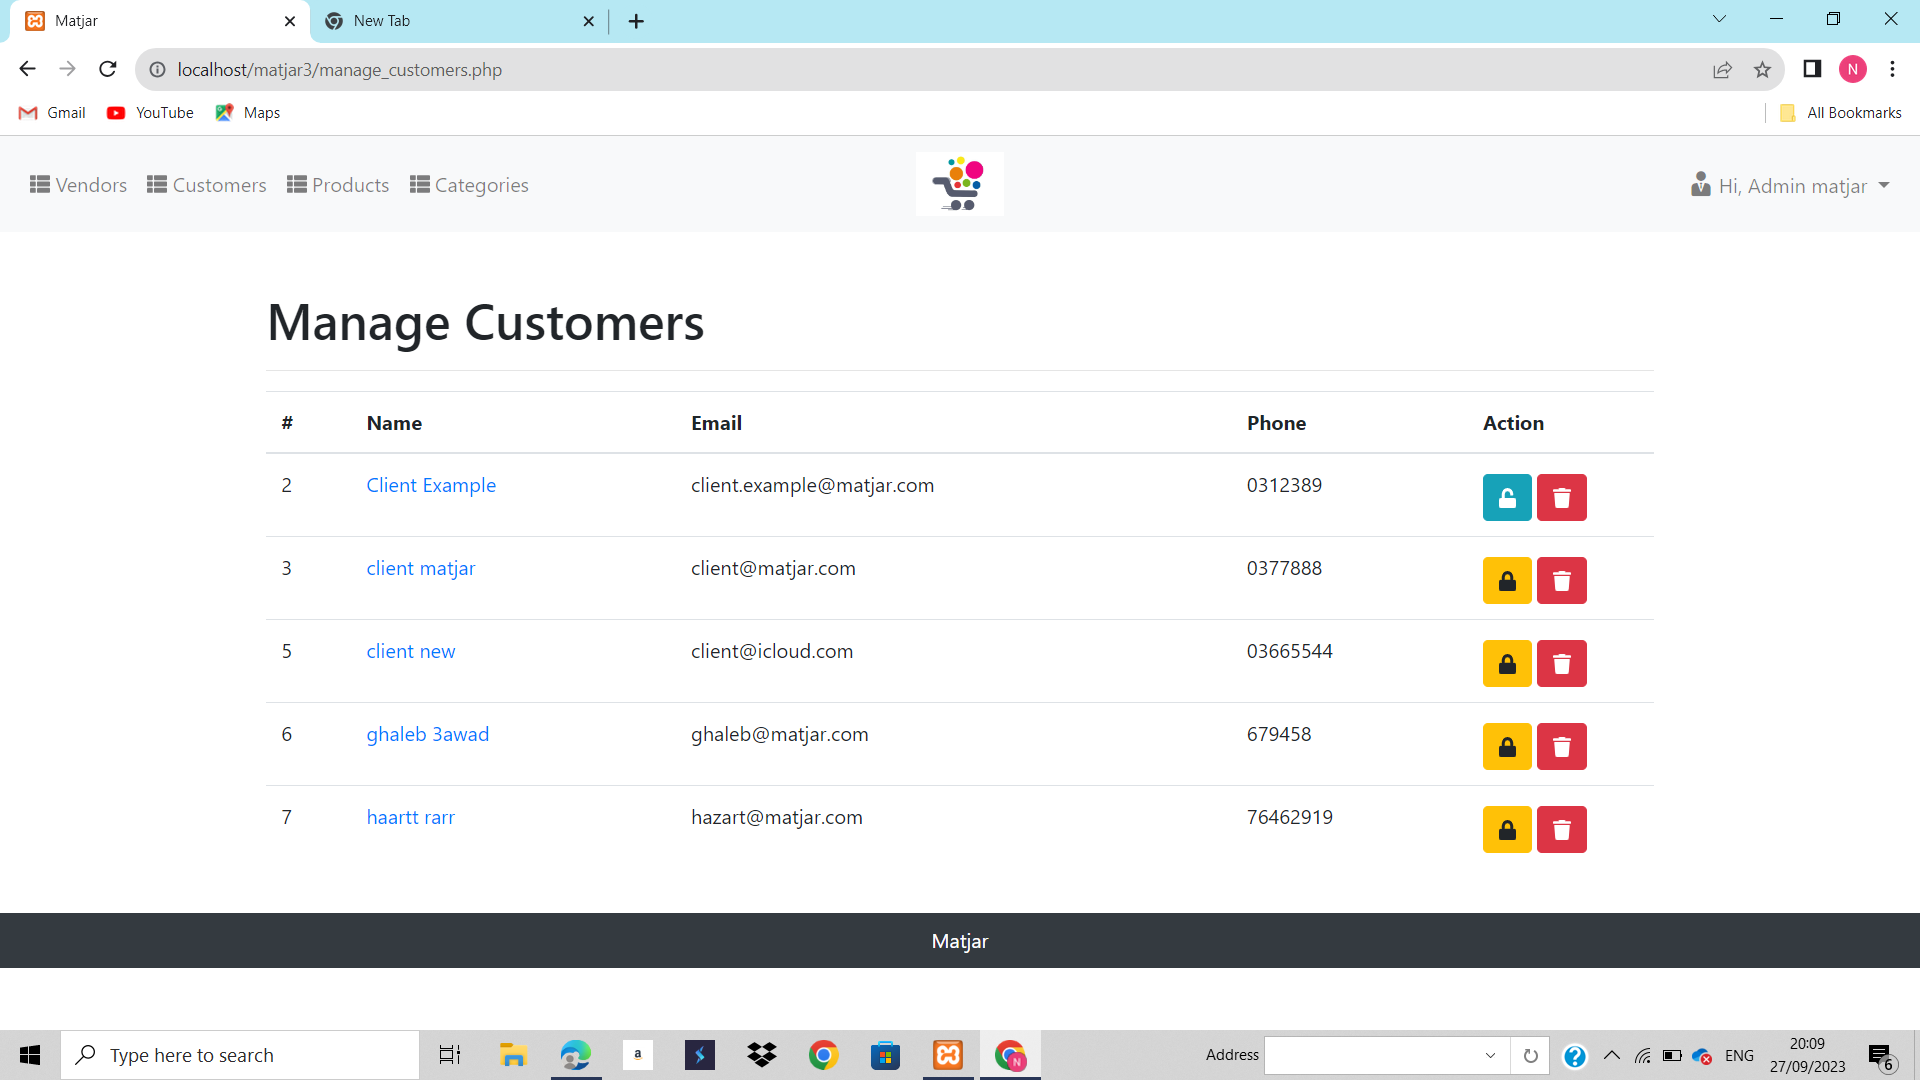 Matjar
New Tab
localhost/matjar3/manage_customers.php
N
Gmail
YouTube
Maps
All Bookmarks
Vendors
Customers
Products
Categories
Hi, Admin matjar
Manage Customers
# Name Email Phone Action
2 Client Example client.example@matjar.com 0312389
3 client matjar client@matjar.com 0377888
5 client new client@icloud.com 03665544
6 ghaleb 3awad ghaleb@matjar.com 679458
7 haartt rarr hazart@matjar.com 76462919
Matjar
Type here to search
a
N
Address
ENG
20:09
27/09/2023
6